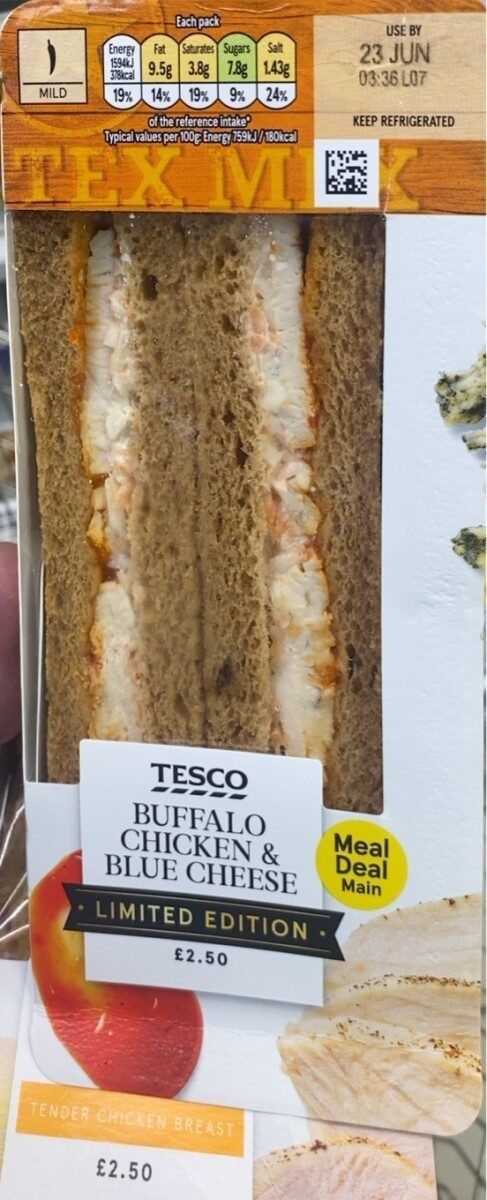 MILD
Each pack
Energy
1594kJ
378kcal
19%
Fat
9.5g
14%
Saturates
3.8g
19%
Sugars
7.8g
9%
Salt
1.43g
24%
of the reference intake*
Typical values per 100g: Energy 759kJ / 180kcal
USE BY
23 JUN
03:36 L07
KEEP REFRIGERATED
TEX MEX
TESCO
BUFFALO
CHICKEN &
BLUE CHEESE
LIMITED EDITION
£2.50
Meal
Deal
Main
TENDER CHICKEN BREAST
£2.50